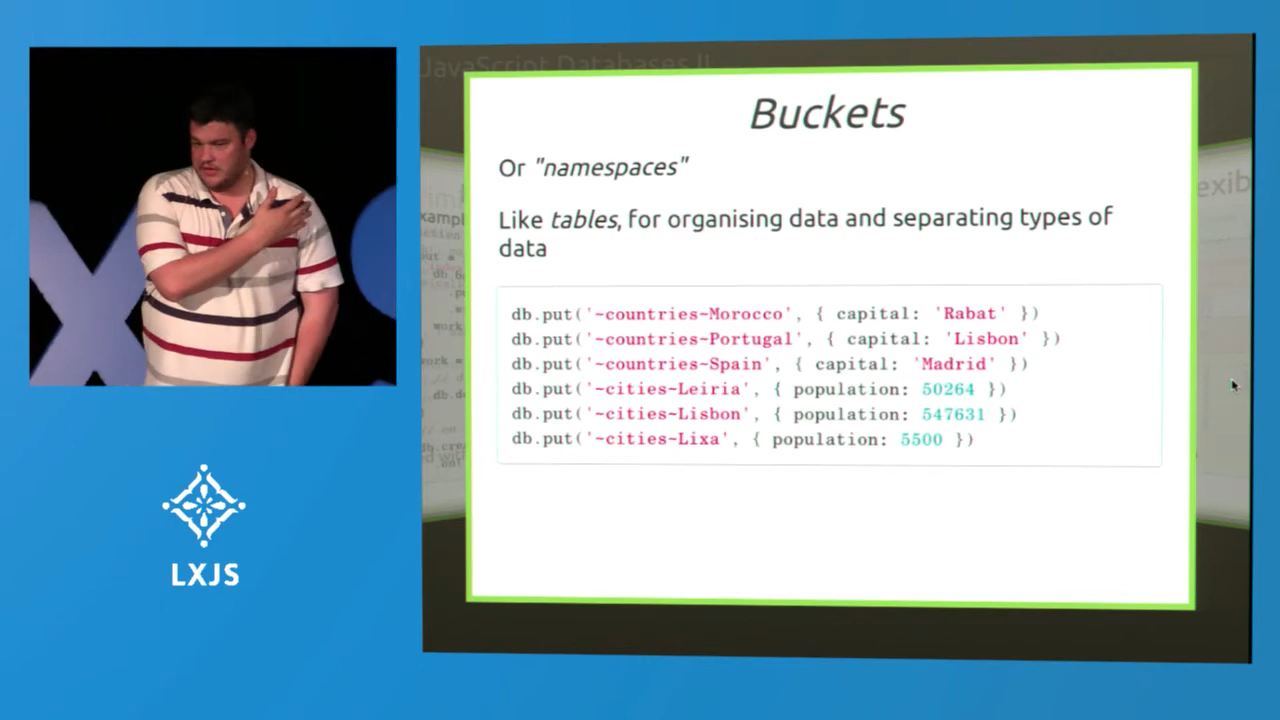 JavaScript Databases II
Buckets
Or "namespaces"
Like tables, for organising data and separating types of
data
db.put('~countries~Morocco', { capital: 'Rabat' })
db.put('~countries~Portugal', { capital: 'Lisbon' })
db.put('~countries~Spain', { capital: 'Madrid' })
db.put('~cities~Leiria', { population: 50264 })
db.put('~cities~Lisbon', { population: 547631 })
db.put('~cities~Lixa', { population: 5500 })
X
LXJS